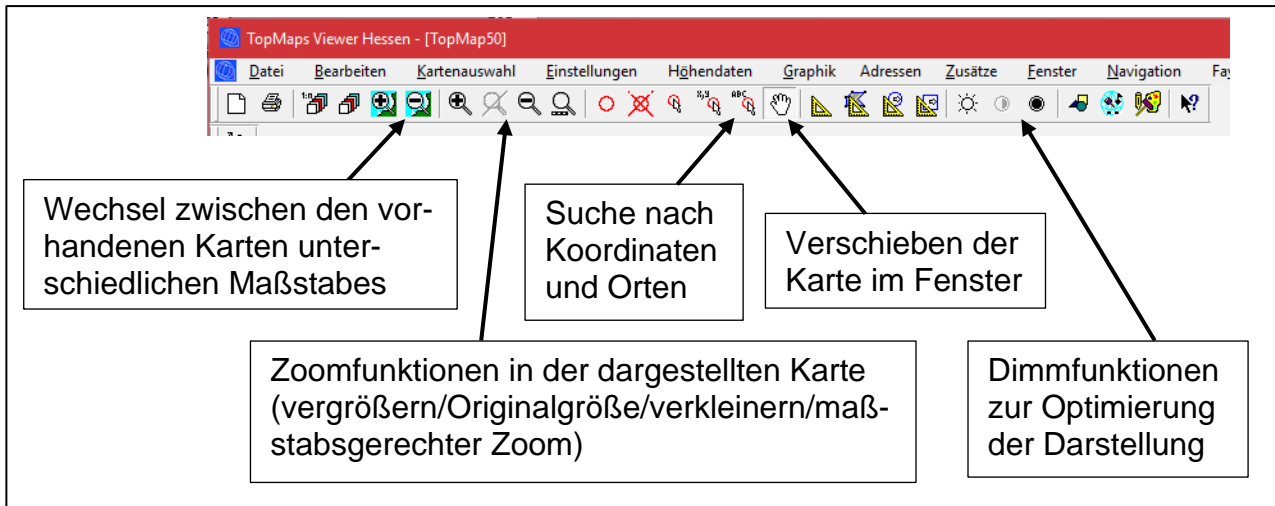 TopMaps Viewer Hessen - [TopMap50]
Datei Bearbeiten Kartenauswahl Einstellungen Höhendaten Graphik Adressen Zusätze Fenster Navigation
1:n X,Y ABC
Wechsel zwischen den vor-
handenen Karten unter-
schiedlichen Maßstabes
Suche nach
Koordinaten
und Orten
Verschieben der
Karte im Fenster
Zoomfunktionen in der dargestellten Karte
(vergrößern/Originalgröße/verkleinern/maß-
stabsgerechter Zoom)
Dimmfunktionen
zur Optimierung
der Darstellung